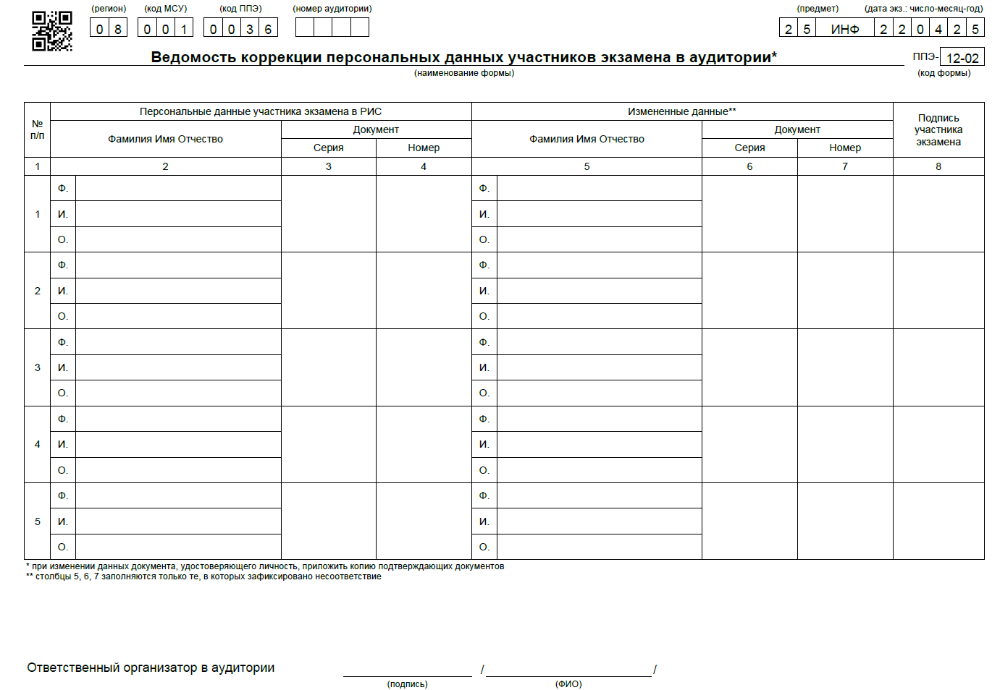 (регион) (код МСУ) (код ППЭ) (номер аудитории) (предмет) (дата экз.: число-месяц-год)
0 8 0 0 1 0 0 3 6 2 5 ИНФ 2 2 0 4 2 5
Ведомость коррекции персональных данных участников экзамена в аудитории* ППЭ- 12-02
(наименование формы) (код формы)
№ п/п Персональные данные участника экзамена в РИС Измененные данные** Подпись участника экзамена
Фамилия Имя Отчество Документ Фамилия Имя Отчество Документ
Серия Номер Серия Номер
1 2 3 4 5 6 7 8
Ф. Ф.
1 И. И.
О. О.
Ф. Ф.
2 И. И.
О. О.
Ф. Ф.
3 И. И.
О. О.
Ф. Ф.
4 И. И.
О. О.
Ф. Ф.
5 И. И.
О. О.
* при изменении данных документа, удостоверяющего личность, приложить копию подтверждающих документов
** столбцы 5, 6, 7 заполняются только те, в которых зафиксировано несоответствие
Ответственный организатор в аудитории / /
(подпись) (ФИО)